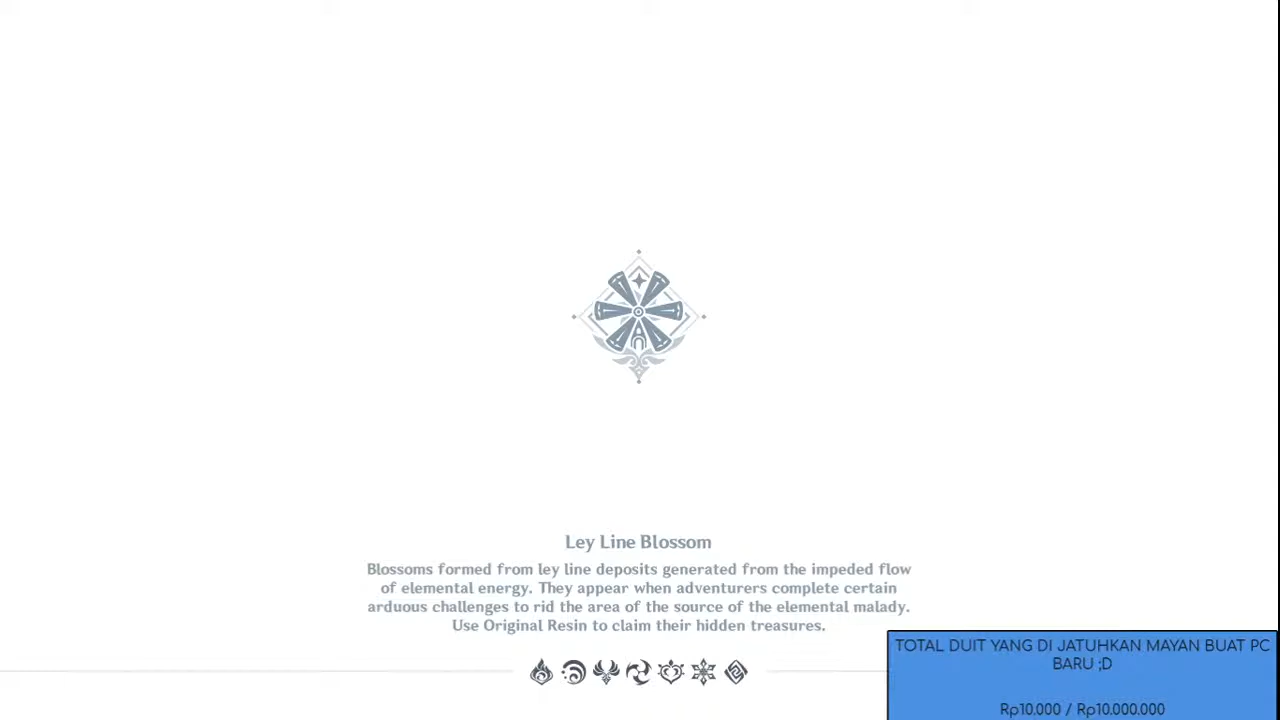 Ley Line Blossom
Blossoms formed from ley line deposits generated from the impeded flow
of elemental energy. They appear when adventurers complete certain
arduous challenges to rid the area of the source of the elemental malady.
Use Original Resin to claim their hidden treasures.
TOTAL DUIT YANG DI JATUHKAN MAYAN BUAT PC
BARU ;D
Rp10.000 / Rp10.000.000